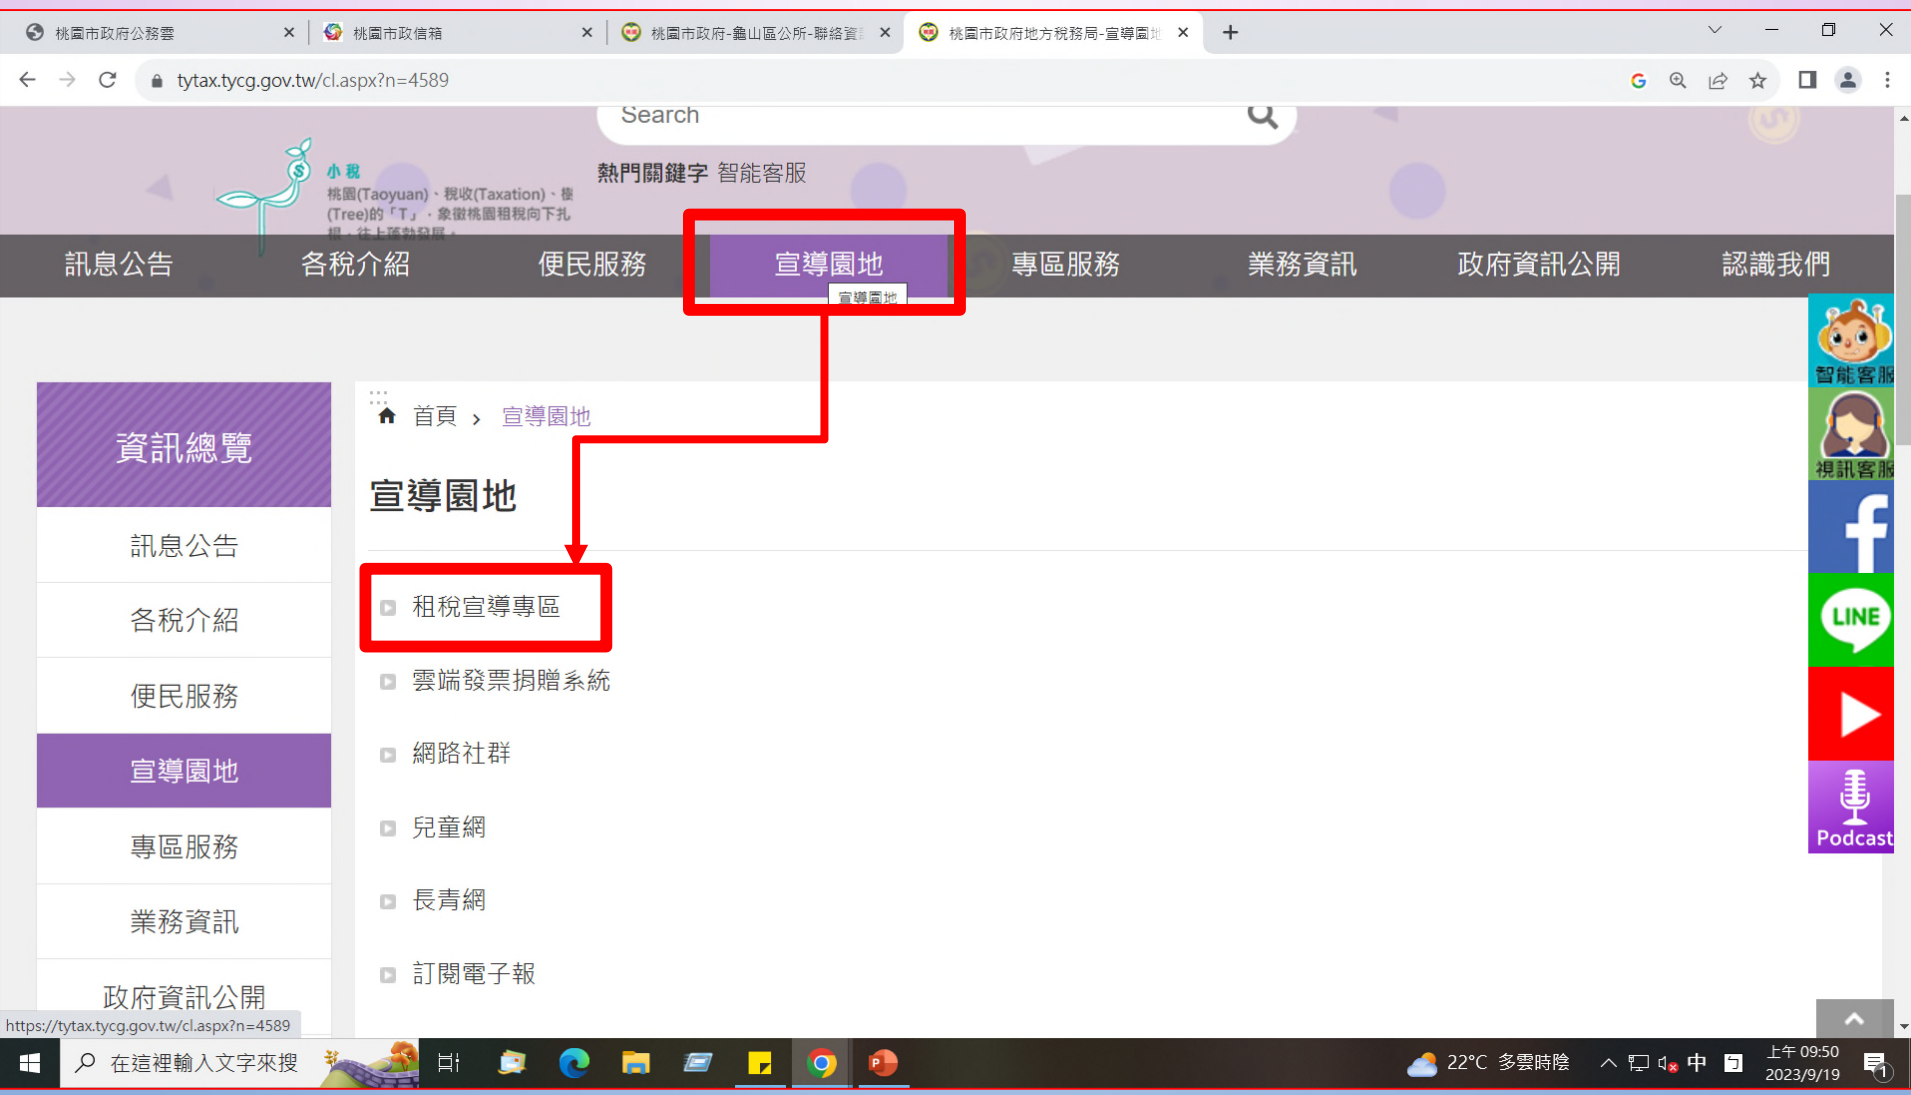 桃園市政府公務雲
桃園市政信箱
桃園市政府-龜山區公所-聯絡資
桃園市政府地方稅務局-宣導園地
tytax.tycg.gov.tw/cl.aspx?n=4589
Search
熱門關鍵字 智能客服
小稅
桃園(Taoyuan)、稅收(Taxation)、樹
(Tree)的「T」，象徵桃園租稅向下扎
根、往上蓬勃發展。
訊息公告 各稅介紹 便民服務 宣導園地 專區服務 業務資訊 政府資訊公開 認識我們
宣導園地
智能客服
視訊客服
LINE
Podcast
資訊總覽
訊息公告
各稅介紹
便民服務
宣導園地
專區服務
業務資訊
政府資訊公開
首頁 › 宣導園地
宣導園地
租稅宣導專區
雲端發票捐贈系統
網路社群
兒童網
長青網
訂閱電子報
https://tytax.tycg.gov.tw/cl.aspx?n=4589
在這裡輸入文字來搜
22°C 多雲時陰
中
上午 09:50
2023/9/19
1